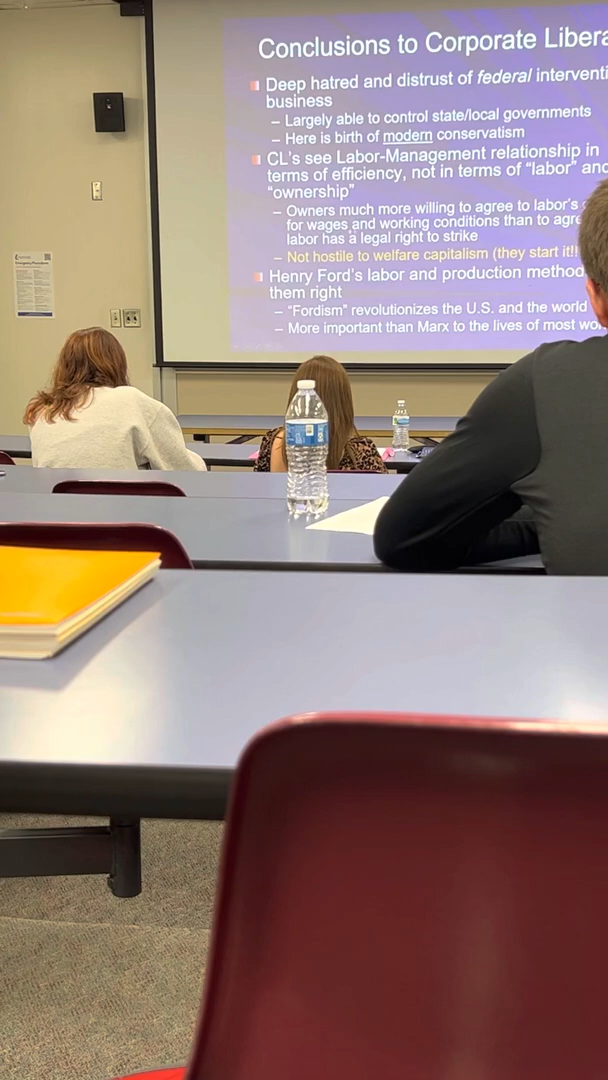 Conclusions to Corporate Libera
Deep hatred and distrust of federal interventi
business
– Largely able to control state/local governments
– Here is birth of modern conservatism
CL's see Labor-Management relationship in
terms of efficiency, not in terms of "labor" and
"ownership"
– Owners much more willing to agree to labor's
for wages and working conditions than to agre
labor has a legal right to strike
– Not hostile to welfare capitalism (they start it!!
Henry Ford's labor and production method
them right
– "Fordism" revolutionizes the U.S. and the world
– More important than Marx to the lives of most wor